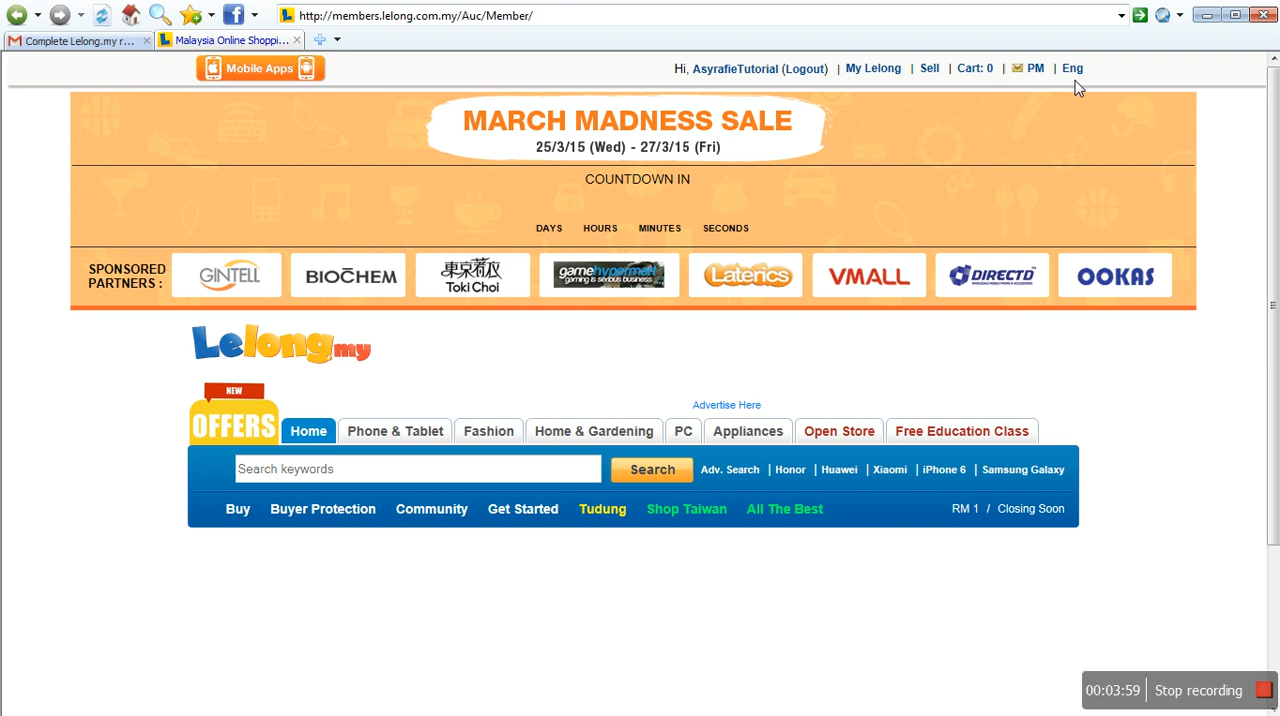 http://members.lelong.com.my/Auc/Member/
Complete Lelong.my r...
Malaysia Online Shoppi...
Mobile Apps
Hi, AsyrafieTutorial (Logout) | My Lelong | Sell | Cart: 0 | PM | Eng
MARCH MADNESS SALE
25/3/15 (Wed) - 27/3/15 (Fri)
COUNTDOWN IN
DAYS HOURS MINUTES SECONDS
SPONSORED
PARTNERS :
GINTELL
BIOCHEM
東京着衣
Toki Choi
gamehypermart
gaming is serious business
Laterics
VMALL
DIRECTD
OOKAS
Lelong my
NEW
OFFERS
Advertise Here
Home Phone & Tablet Fashion Home & Gardening PC Appliances Open Store Free Education Class
Search keywords Search Adv. Search | Honor | Huawei | Xiaomi | iPhone 6 | Samsung Galaxy
Buy Buyer Protection Community Get Started Tudung Shop Taiwan All The Best RM 1 / Closing Soon
00:03:59 Stop recording